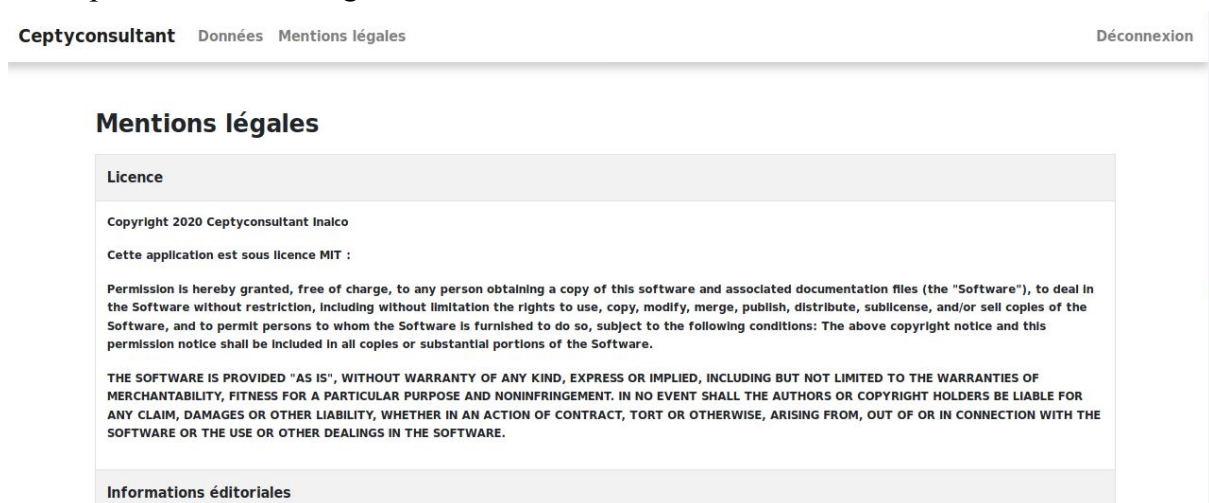 Ceptyconsultant Données Mentions légales Déconnexion
Mentions légales
Licence
Copyright 2020 Ceptyconsultant Inalco
Cette application est sous licence MIT :
Permission is hereby granted, free of charge, to any person obtaining a copy of this software and associated documentation files (the "Software"), to deal in
the Software without restriction, including without limitation the rights to use, copy, modify, merge, publish, distribute, sublicense, and/or sell copies of the
Software, and to permit persons to whom the Software is furnished to do so, subject to the following conditions: The above copyright notice and this
permission notice shall be included in all copies or substantial portions of the Software.
THE SOFTWARE IS PROVIDED "AS IS", WITHOUT WARRANTY OF ANY KIND, EXPRESS OR IMPLIED, INCLUDING BUT NOT LIMITED TO THE WARRANTIES OF
MERCHANTABILITY, FITNESS FOR A PARTICULAR PURPOSE AND NONINFRINGEMENT. IN NO EVENT SHALL THE AUTHORS OR COPYRIGHT HOLDERS BE LIABLE FOR
ANY CLAIM, DAMAGES OR OTHER LIABILITY, WHETHER IN AN ACTION OF CONTRACT, TORT OR OTHERWISE, ARISING FROM, OUT OF OR IN CONNECTION WITH THE
SOFTWARE OR THE USE OR OTHER DEALINGS IN THE SOFTWARE.
Informations éditoriales